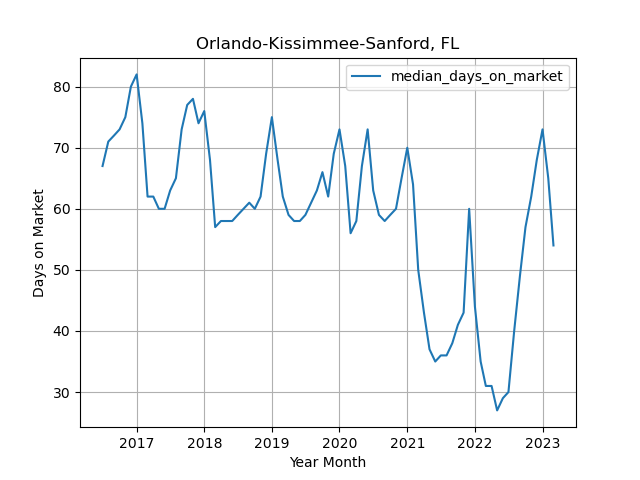 Orlando-Kissimmee-Sanford, FL
median_days_on_market
80
70
60
50
40
30
Days on Market
2017 2018 2019 2020 2021 2022 2023
Year Month